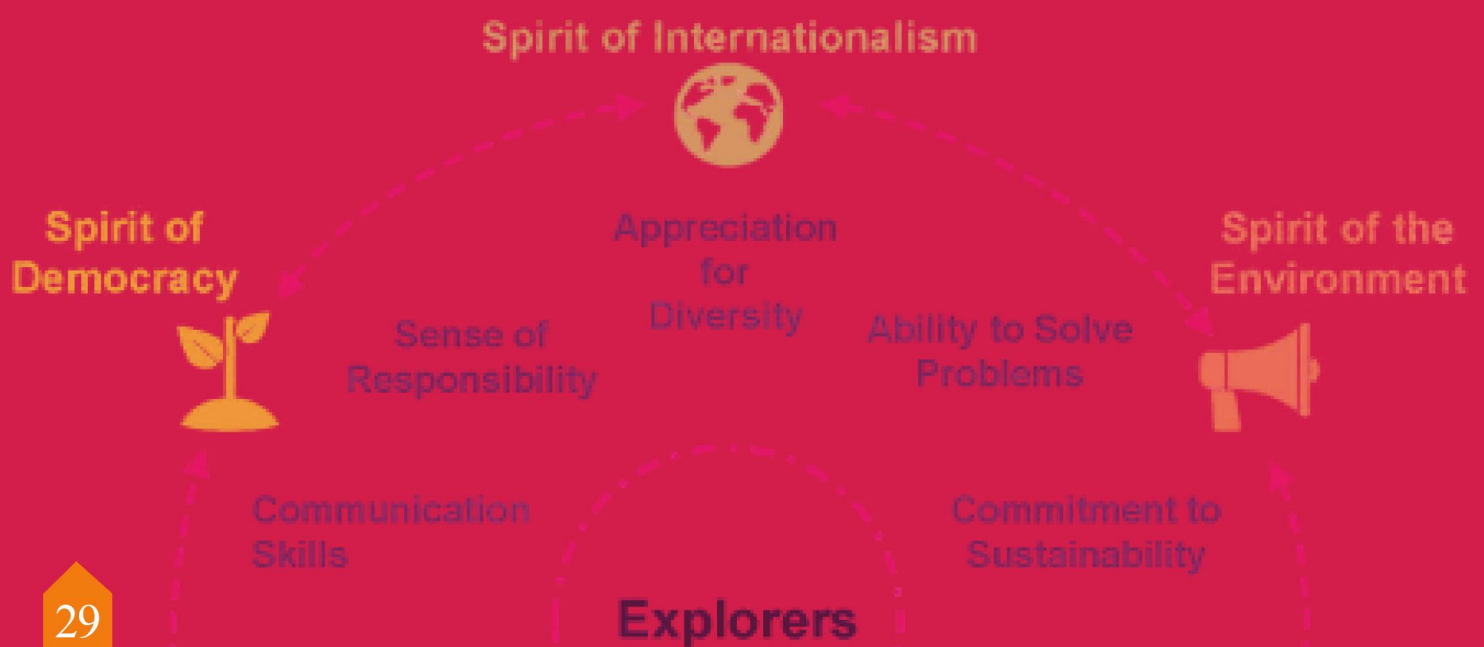 Spirit of Internationalism
Spirit of
Democracy
Spirit of the
Environment
Appreciation
for
Diversity
Sense of
Responsibility
Ability to Solve
Problems
Communication
Skills
Commitment to
Sustainability
Explorers
29